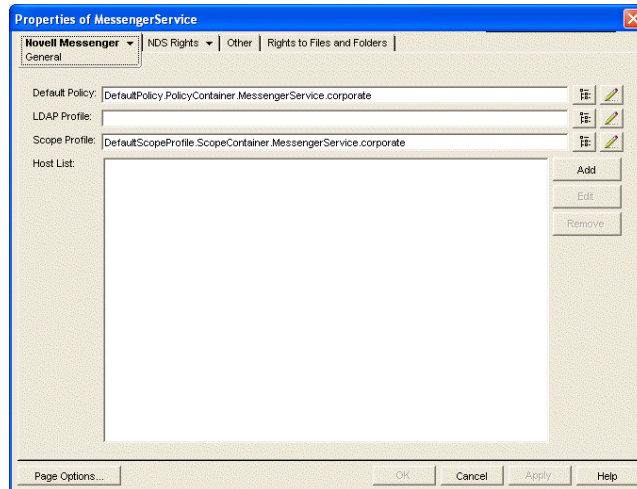 Properties of MessengerService
Novell Messenger NDS Rights Other Rights to Files and Folders
General
Default Policy: DefaultPolicy.PolicyContainer.MessengerService.corporate
LDAP Profile:
Scope Profile: DefaultScopeProfile.ScopeContainer.MessengerService.corporate
Host List:
Add
Edit
Remove
Page Options... OK Cancel Apply Help